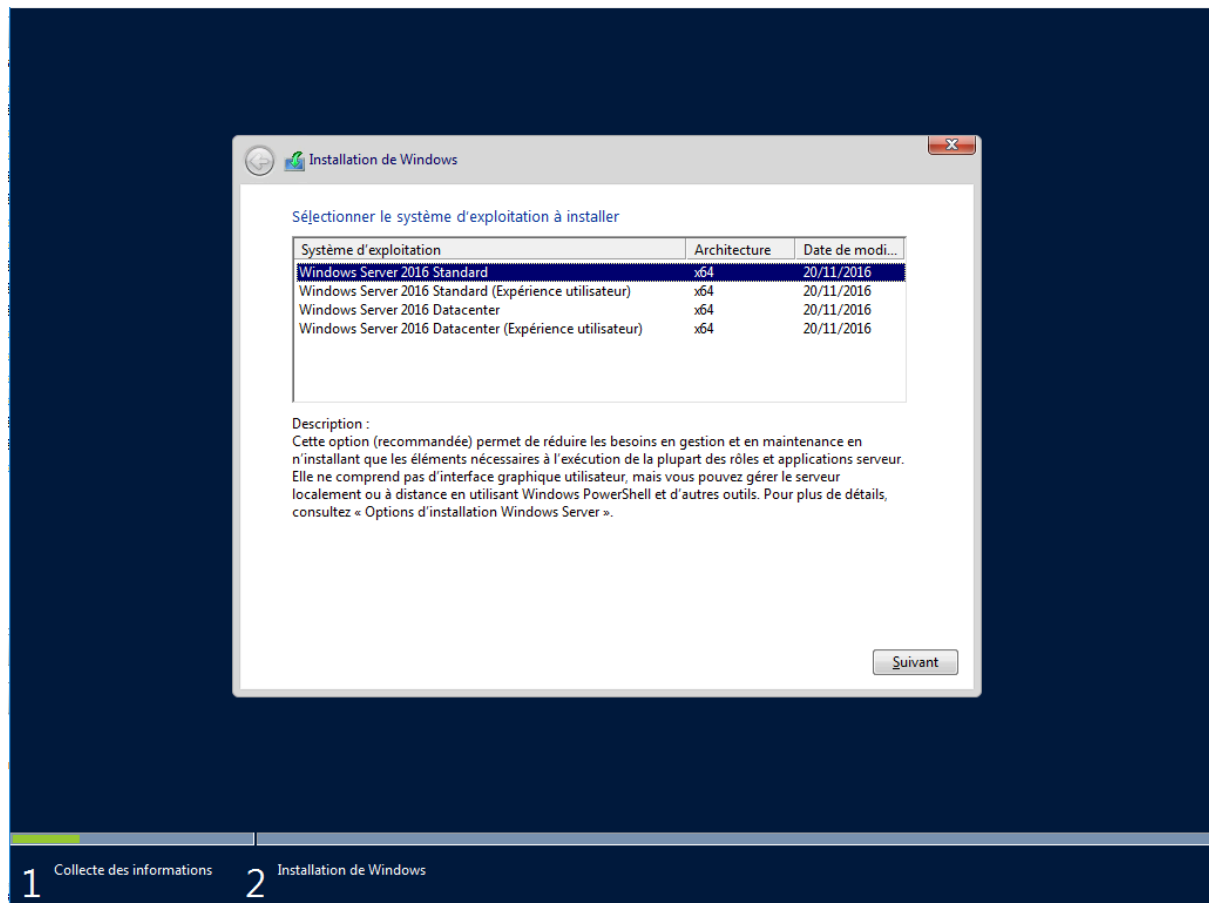 Installation de Windows
Sélectionner le système d'exploitation à installer
Système d'exploitation Architecture Date de modi...
Windows Server 2016 Standard x64 20/11/2016
Windows Server 2016 Standard (Expérience utilisateur) x64 20/11/2016
Windows Server 2016 Datacenter x64 20/11/2016
Windows Server 2016 Datacenter (Expérience utilisateur) x64 20/11/2016
Description :
Cette option (recommandée) permet de réduire les besoins en gestion et en maintenance en
n'installant que les éléments nécessaires à l'exécution de la plupart des rôles et applications serveur.
Elle ne comprend pas d'interface graphique utilisateur, mais vous pouvez gérer le serveur
localement ou à distance en utilisant Windows PowerShell et d'autres outils. Pour plus de détails,
consultez « Options d'installation Windows Server ».
Suivant
1 Collecte des informations 2 Installation de Windows